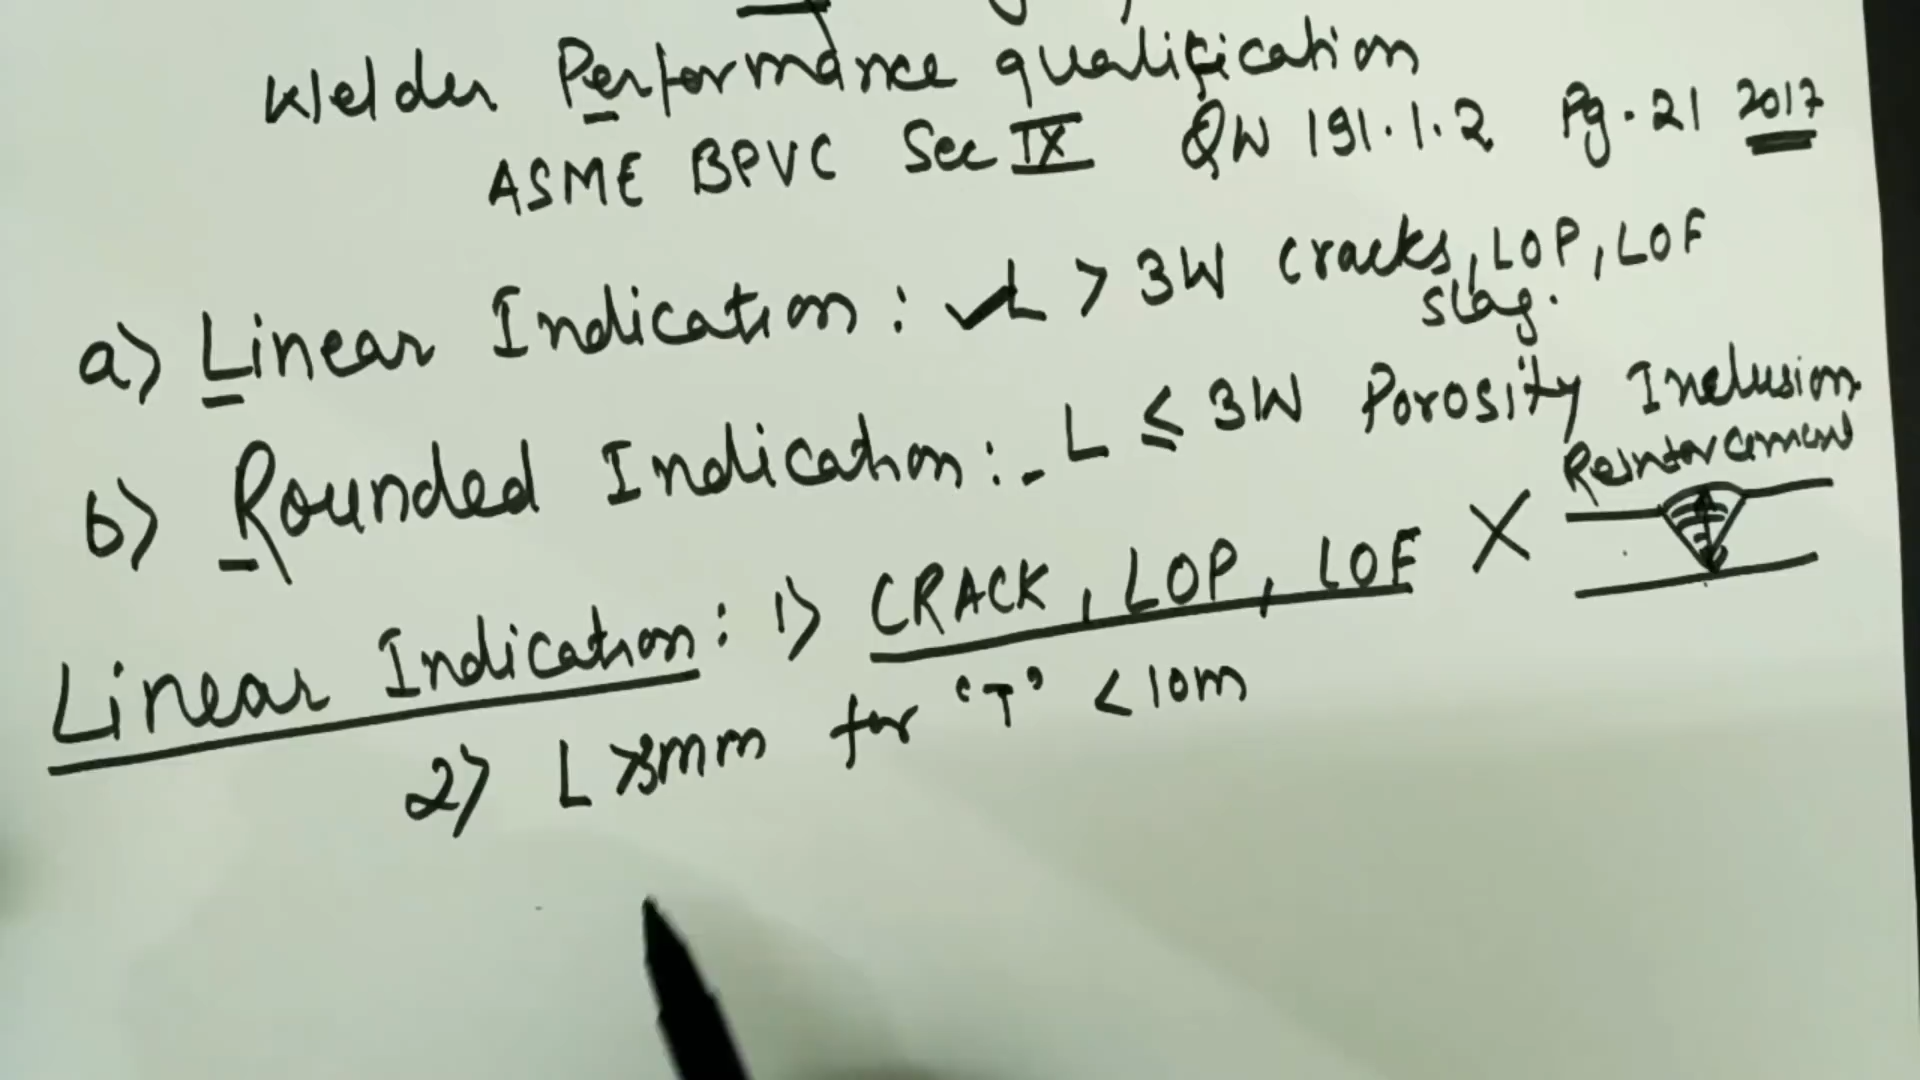 Welder Performance qualification
ASME BPVC Sec IX QW 191.1.2 Pg.21 2017
a) Linear Indication: ✓L > 3W cracks, LOP, LOF
slag.
b) Rounded Indication:- L ≤ 3W Porosity Inclusion
Reinforcement
Linear Indication: 1) CRACK, LOP, LOF X
2) L >3mm for 'T' < 10m